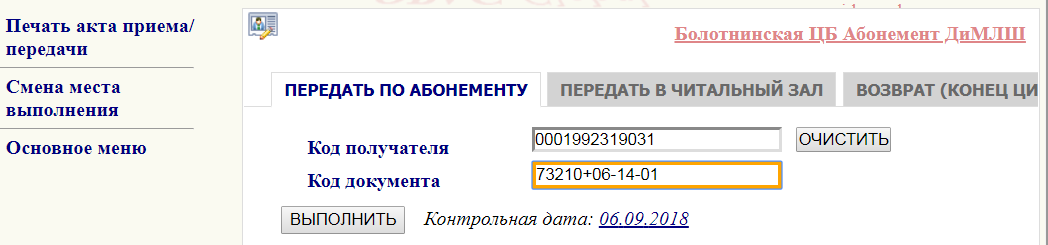 Печать акта приема/
передачи
Смена места
выполнения
Основное меню
Болотнинская ЦБ Абонемент ДиМЛШ
ПЕРЕДАТЬ ПО АБОНЕМЕНТУ
ПЕРЕДАТЬ В ЧИТАЛЬНЫЙ ЗАЛ
ВОЗВРАТ (КОНЕЦ ЦИ
Код получателя 0001992319031 ОЧИСТИТЬ
Код документа 73210+06-14-01
ВЫПОЛНИТЬ Контрольная дата: 06.09.2018